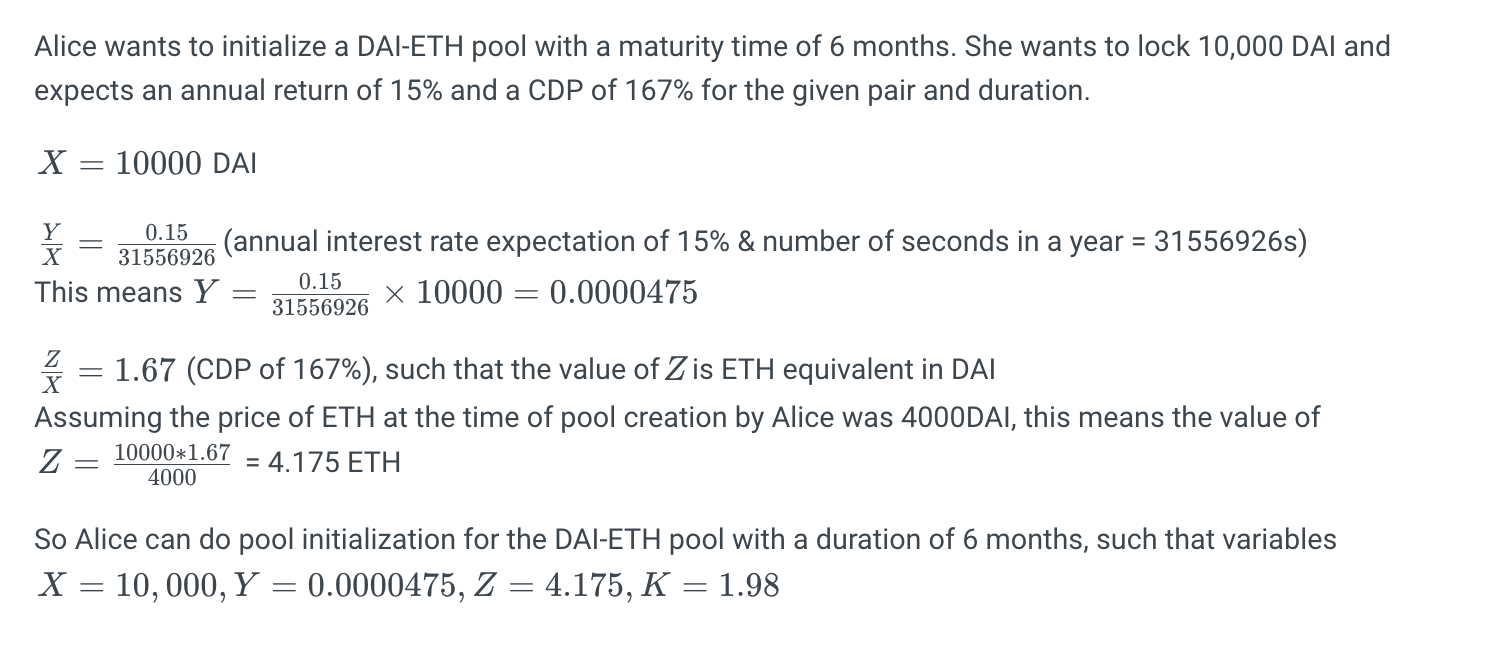 Alice wants to initialize a DAI-ETH pool with a maturity time of 6 months. She wants to lock 10,000 DAI and
expects an annual return of 15% and a CDP of 167% for the given pair and duration.
X = 10000 DAI
Y/X = 0.15/31556926 (annual interest rate expectation of 15% & number of seconds in a year = 31556926s)
This means Y = 0.15/31556926 × 10000 = 0.0000475
Z/X = 1.67 (CDP of 167%), such that the value of Z is ETH equivalent in DAI
Assuming the price of ETH at the time of pool creation by Alice was 4000DAI, this means the value of
Z = 10000*1.67/4000 = 4.175 ETH
So Alice can do pool initialization for the DAI-ETH pool with a duration of 6 months, such that variables
X = 10,000, Y = 0.0000475, Z = 4.175, K = 1.98